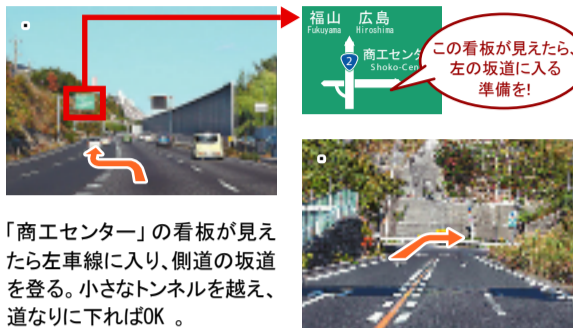 福山 広島
Fukuyama Hiroshima
2
商工センター
Shoko-Cen
この看板が見えたら、
左の坂道に入る
準備を!
「商工センター」の看板が見え
たら左車線に入り、側道の坂道
を登る。小さなトンネルを越え、
道なりに下ればOK 。